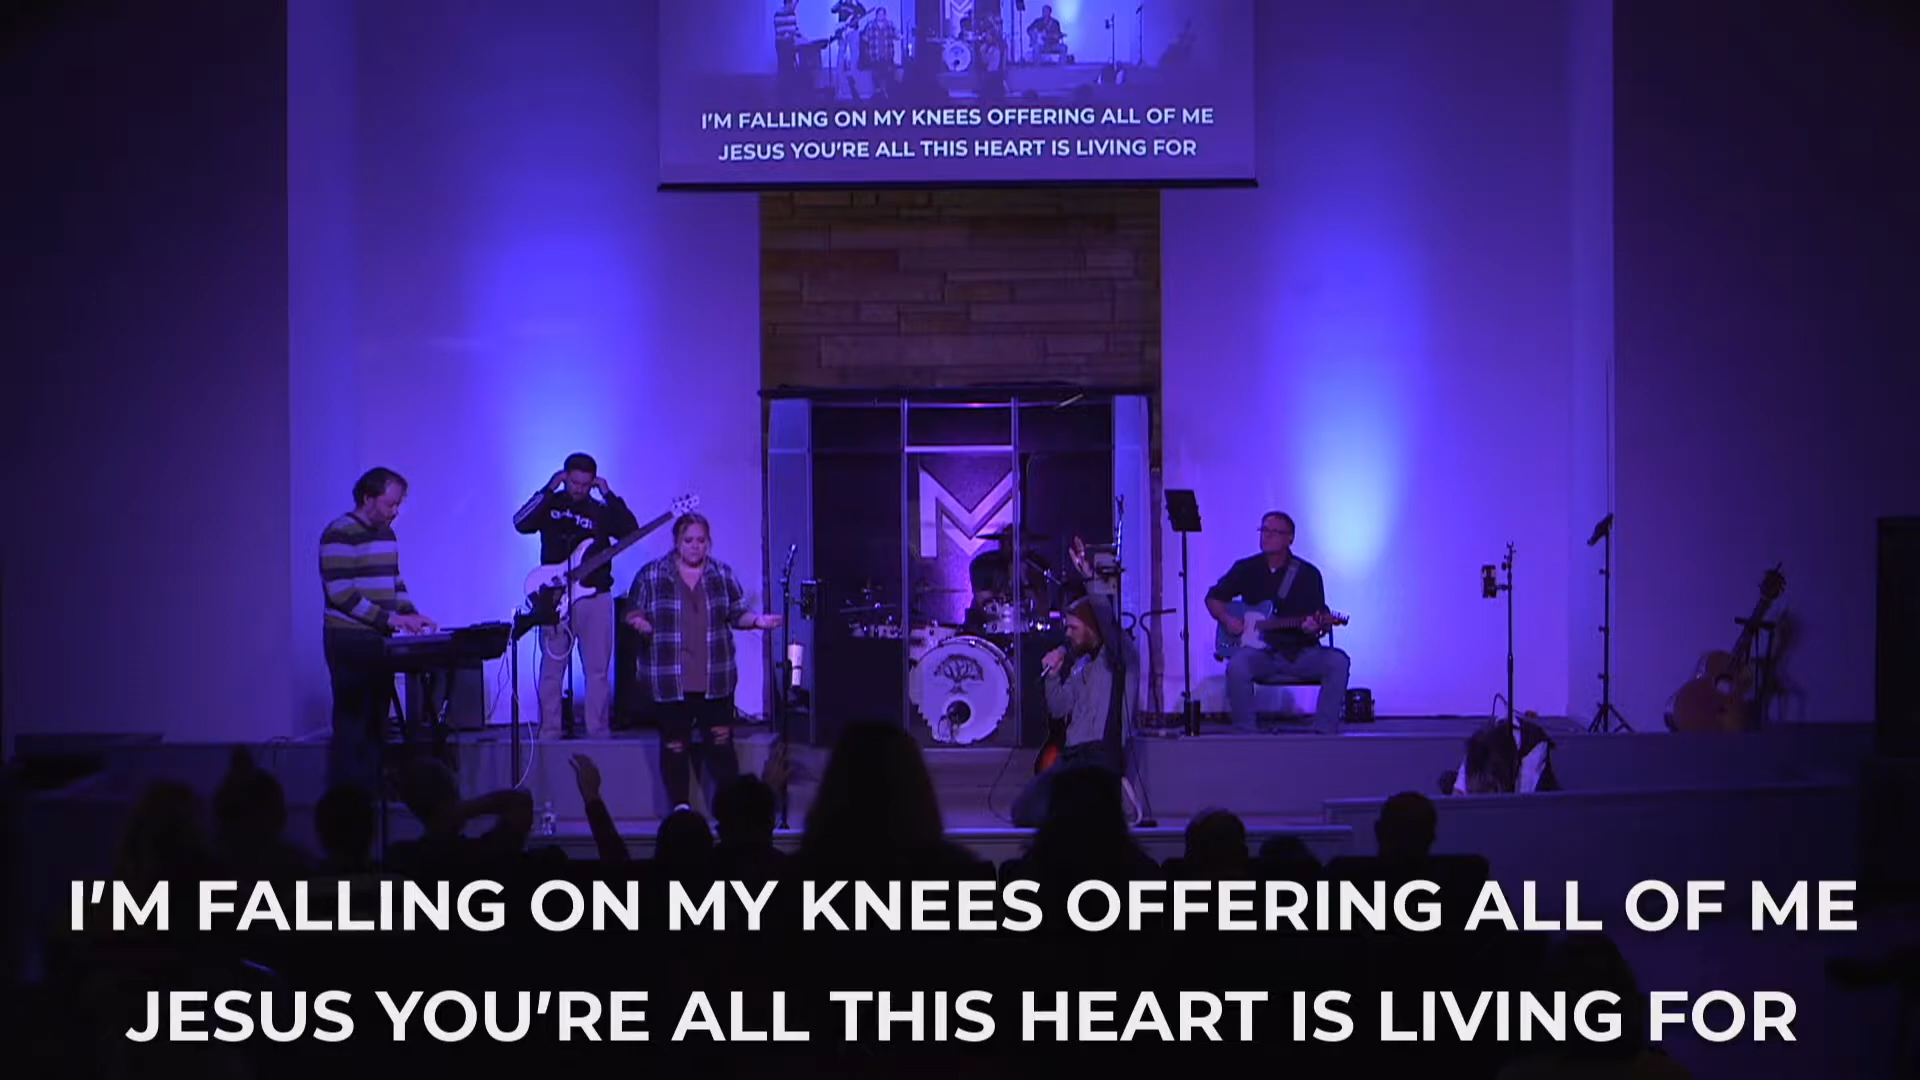 I'M FALLING ON MY KNEES OFFERING ALL OF ME
JESUS YOU'RE ALL THIS HEART IS LIVING FOR
M
adidas
I'M FALLING ON MY KNEES OFFERING ALL OF ME
JESUS YOU'RE ALL THIS HEART IS LIVING FOR